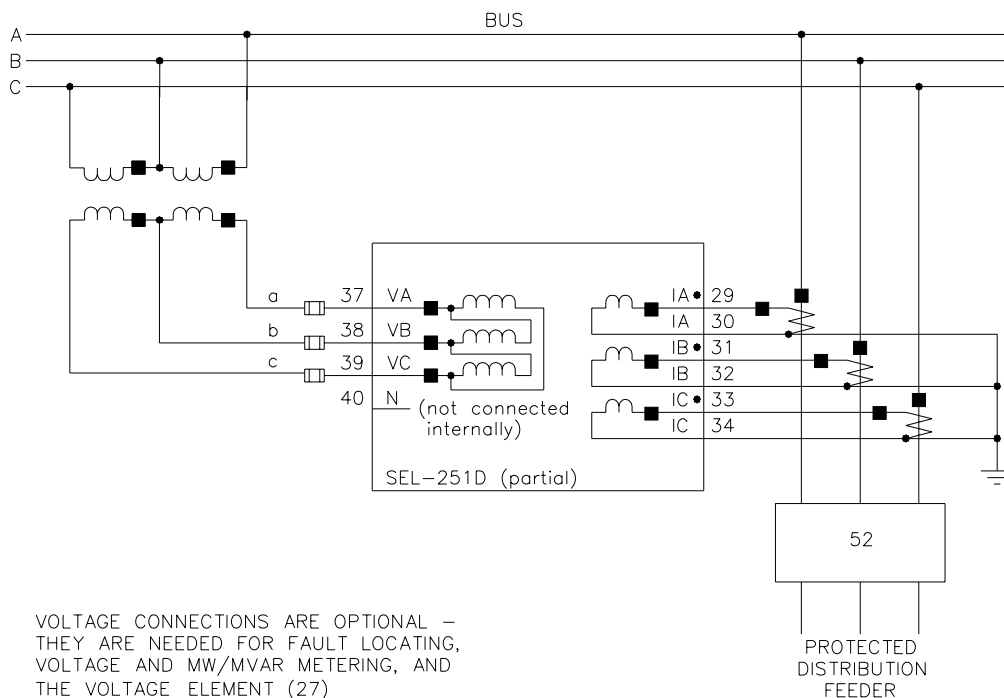 BUS
A
B
C
a
b
c
37 VA
38 VB
39 VC
40 N
(not connected
internally)
IA• 29
IA 30
IB• 31
IB 32
IC• 33
IC 34
SEL-251D (partial)
52
VOLTAGE CONNECTIONS ARE OPTIONAL –
THEY ARE NEEDED FOR FAULT LOCATING,
VOLTAGE AND MW/MVAR METERING, AND
THE VOLTAGE ELEMENT (27)
PROTECTED
DISTRIBUTION
FEEDER